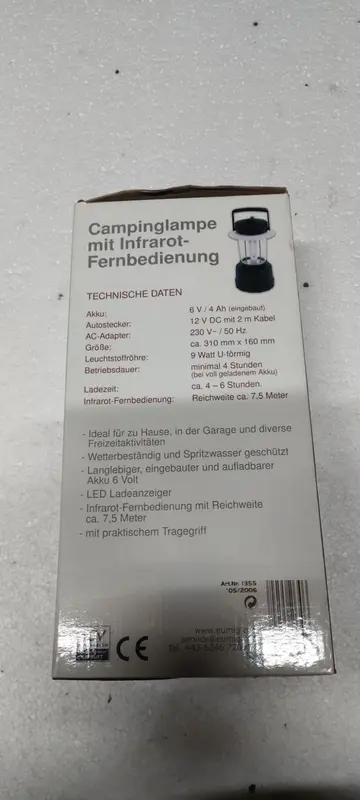 Campinglampe
mit Infrarot-
Fernbedienung
TECHNISCHE DATEN
Akku: 6 V / 4 Ah (eingebaut)
Autostecker: 12 V DC mit 2 m Kabel
AC-Adapter: 230 V~ / 50 Hz
Größe: ca. 310 mm x 160 mm
Leuchtstoffröhre: 9 Watt U-förmig
Betriebsdauer: minimal 4 Stunden
(bei voll geladenem Akku)
Ladezeit: ca. 4 – 6 Stunden
Infrarot-Fernbedienung: Reichweite ca. 7,5 Meter
- Ideal für zu Hause, in der Garage und diverse
Freizeitaktivitäten
- Wetterbeständig und Spritzwasser geschützt
- Langlebiger, eingebauter und aufladbarer
Akku 6 Volt
- LED Ladeanzeiger
- Infrarot-Fernbedienung mit Reichweite
ca. 7,5 Meter
- mit praktischem Tragegriff
Art.Nr. 1355
'05/2006
CE
www.eumig
Tel.